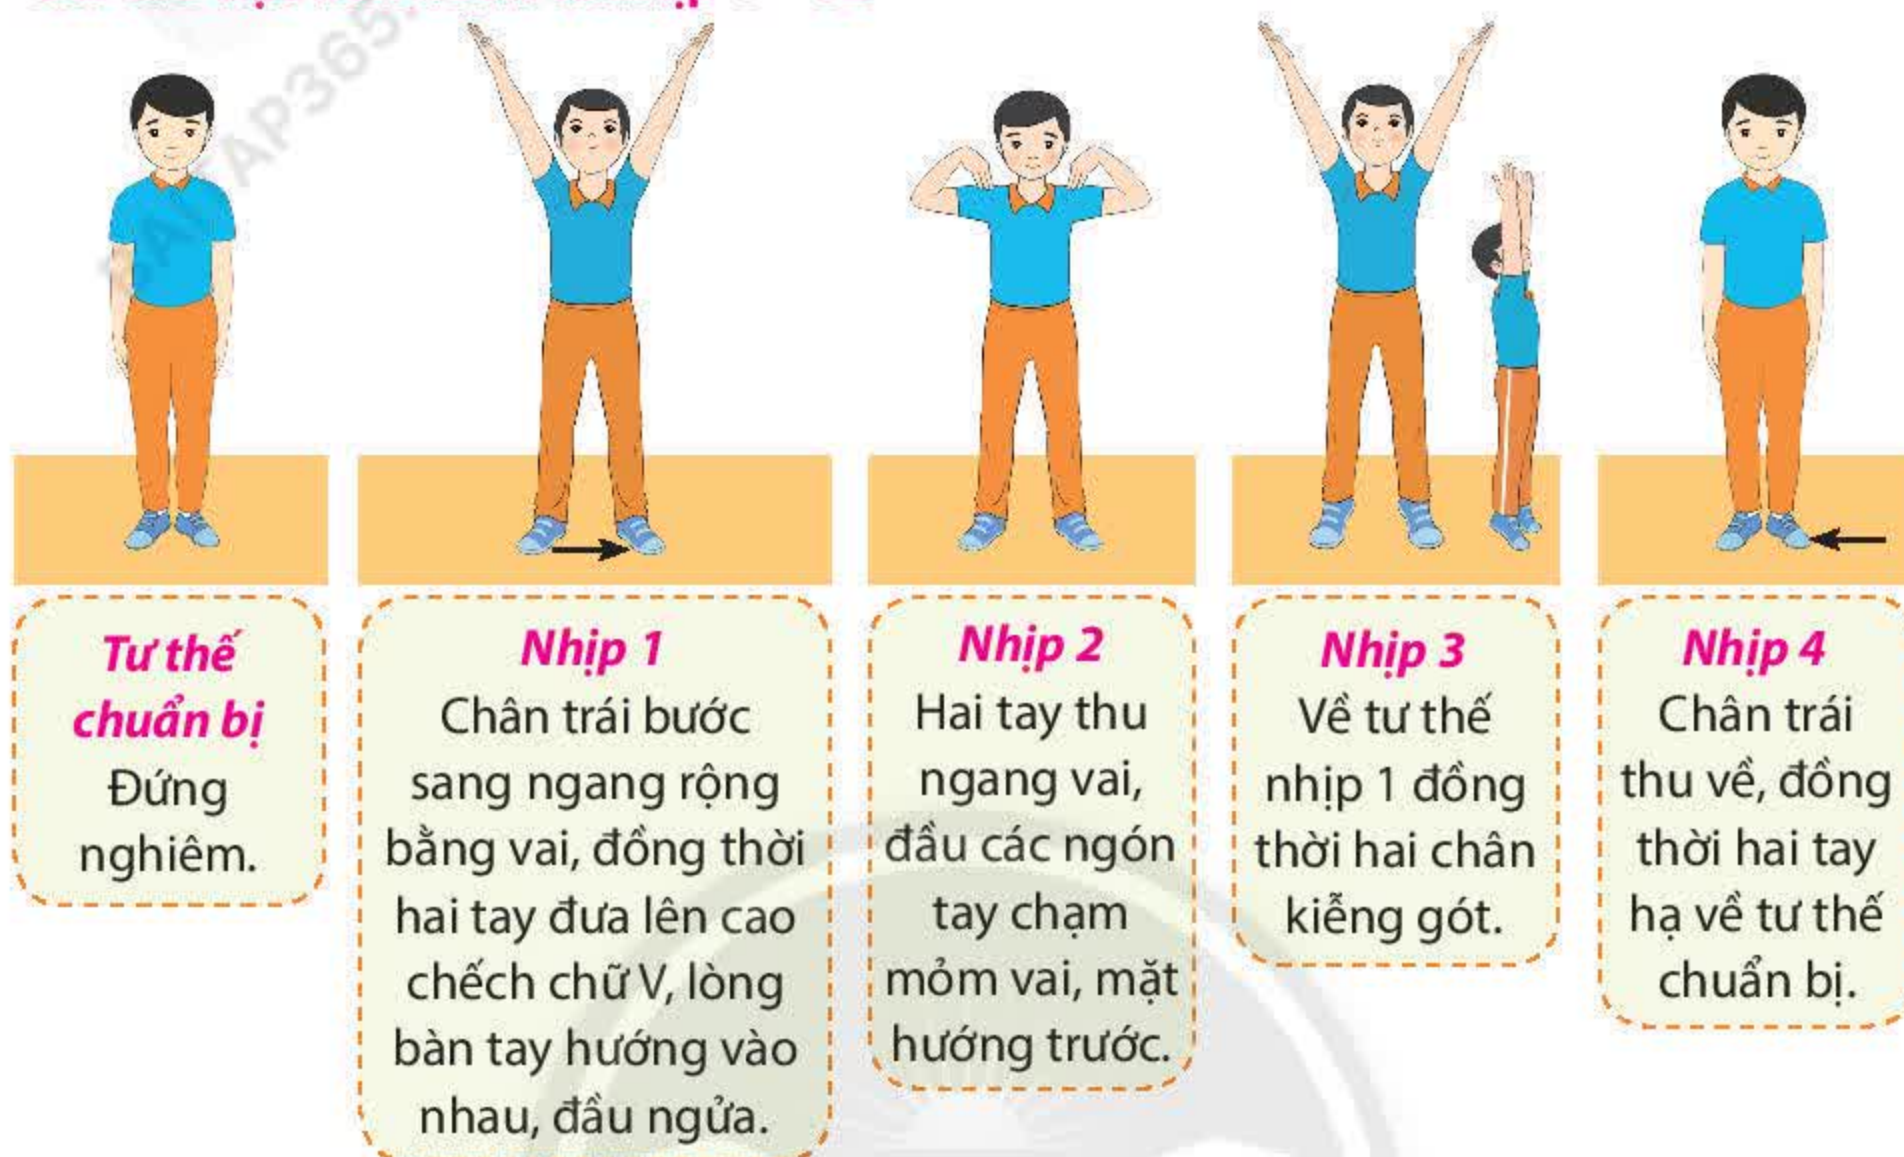 Tư thế
chuẩn bị
Đứng
nghiêm.
Nhịp 1
Chân trái bước
sang ngang rộng
bằng vai, đồng thời
hai tay đưa lên cao
chếch chữ V, lòng
bàn tay hướng vào
nhau, đầu ngửa.
Nhịp 2
Hai tay thu
ngang vai,
đầu các ngón
tay chạm
mỏm vai, mặt
hướng trước.
Nhịp 3
Về tư thế
nhịp 1 đồng
thời hai chân
kiễng gót.
Nhịp 4
Chân trái
thu về, đồng
thời hai tay
hạ về tư thế
chuẩn bị.